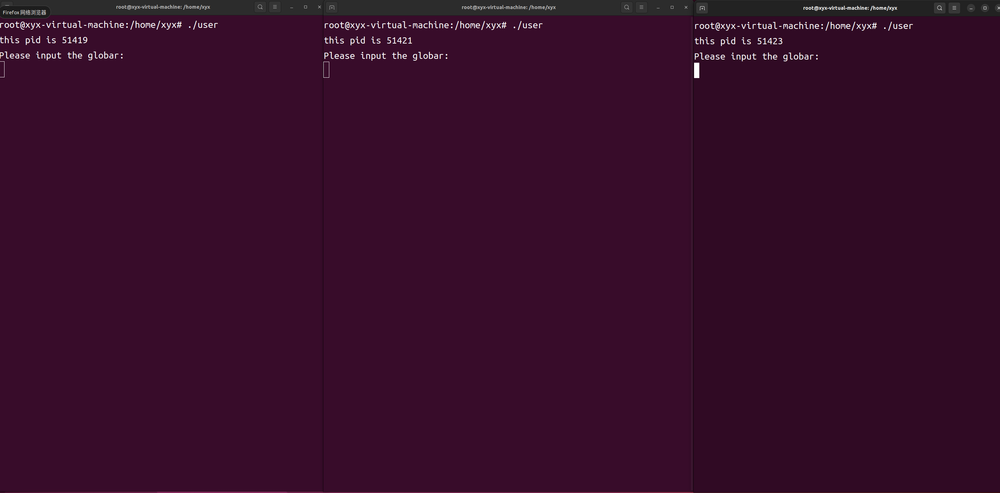 root@xyx-virtual-machine: /home/xyx
Firefox 网络浏览器
root@xyx-virtual-machine:/home/xyx# ./user
this pid is 51419
Please input the globar:
root@xyx-virtual-machine: /home/xyx
root@xyx-virtual-machine:/home/xyx# ./user
this pid is 51421
Please input the globar:
root@xyx-virtual-machine: /home/xyx
root@xyx-virtual-machine:/home/xyx# ./user
this pid is 51423
Please input the globar: